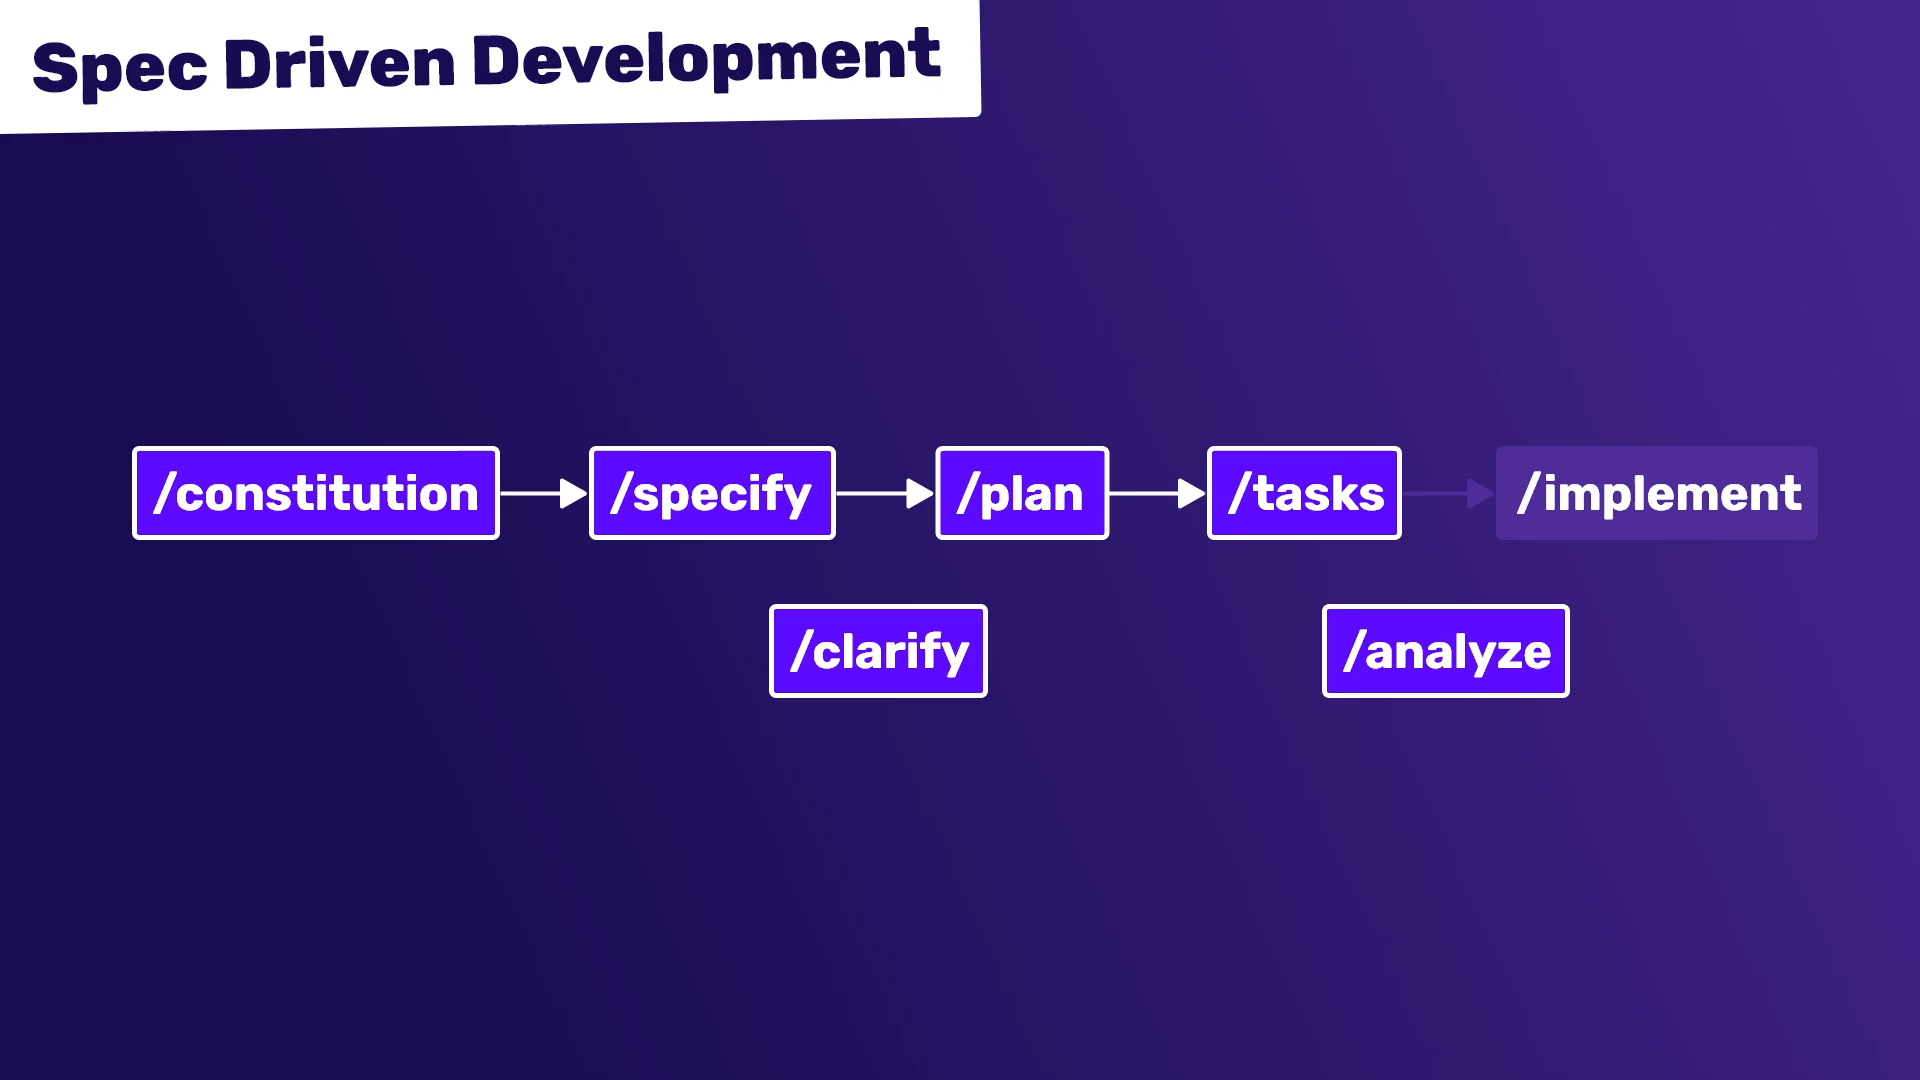 Spec Driven Development
/constitution
/specify
/plan
/tasks
/implement
/clarify
/analyze